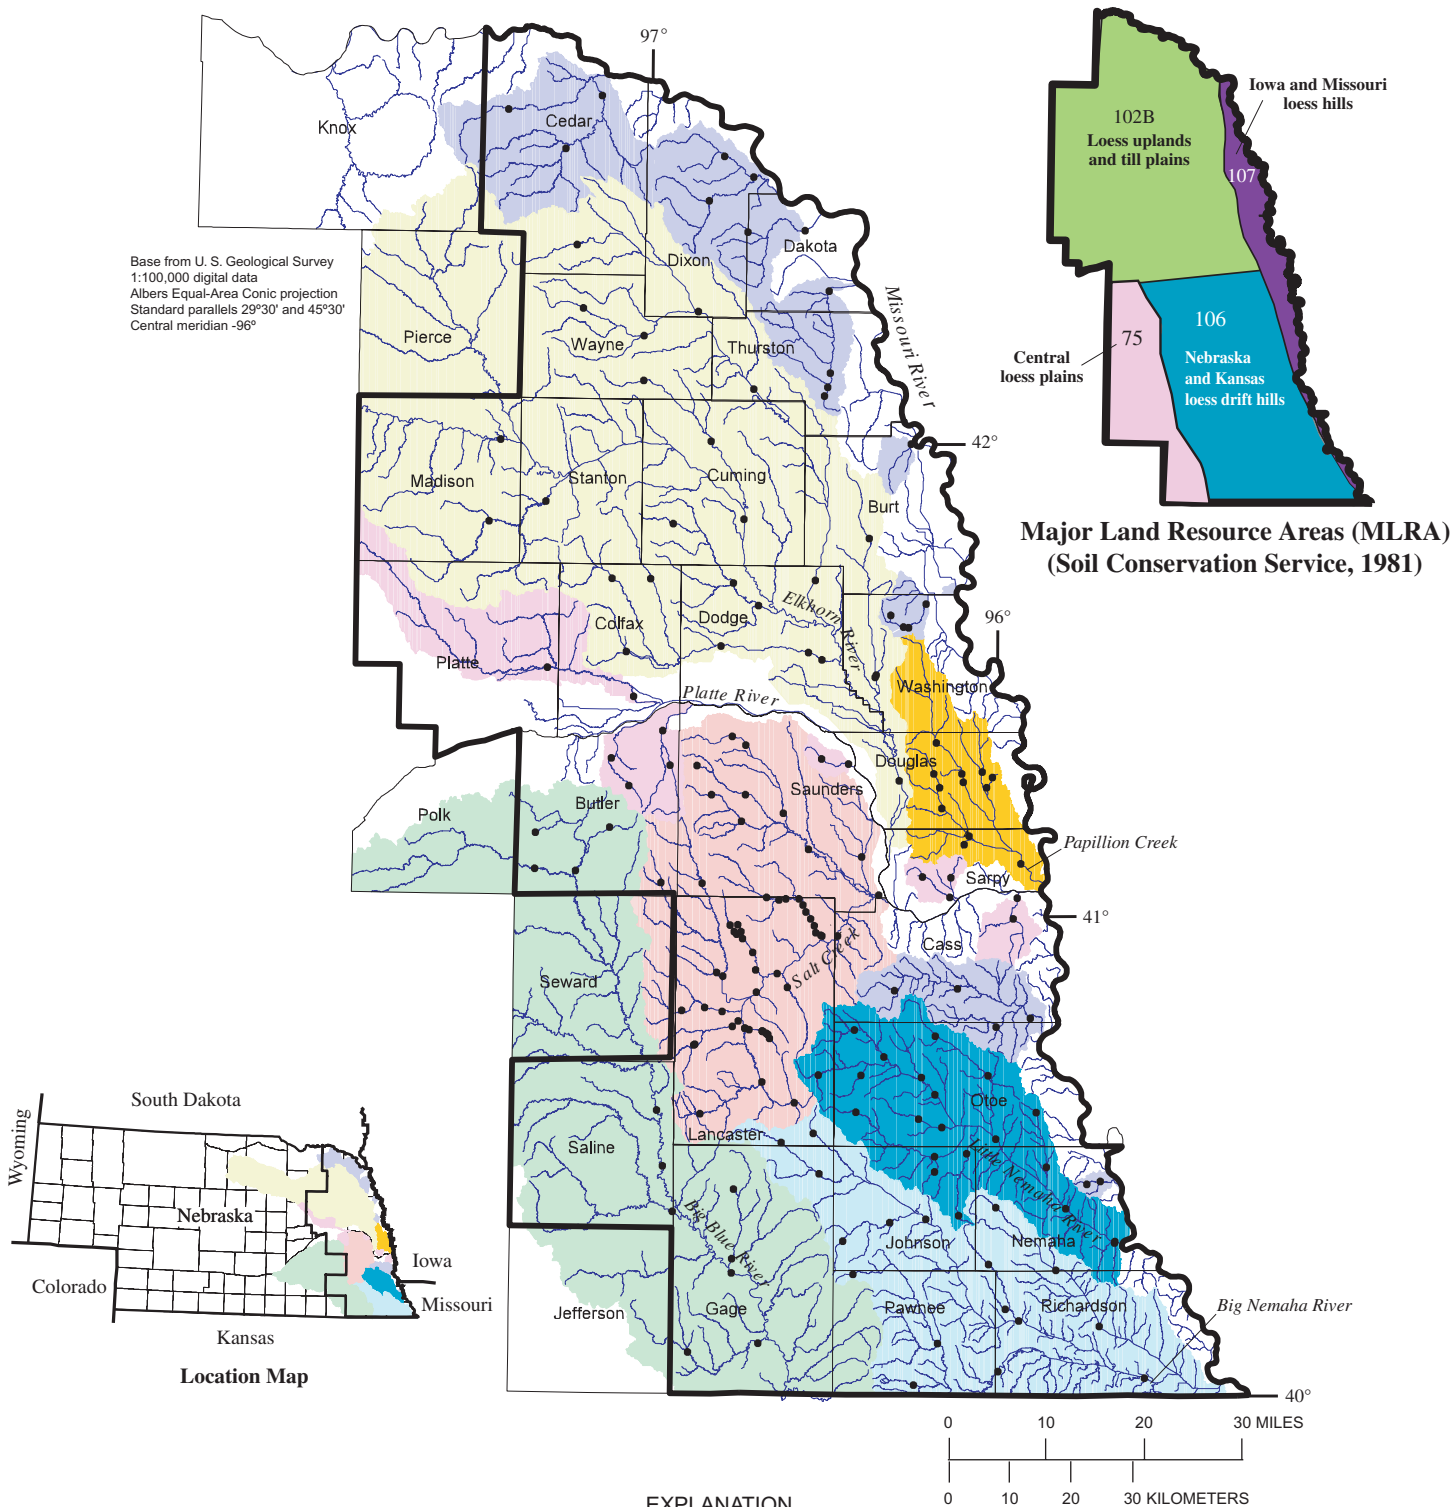 97°
Knox
Cedar
Dakota
Dixon
Base from U. S. Geological Survey
1:100,000 digital data
Albers Equal-Area Conic projection
Standard parallels 29º30' and 45º30'
Central meridian -96º
Pierce
Wayne
Thurston
Missouri River
42°
Madison
Stanton
Cuming
Burt
Elkhorn River
96°
Colfax
Dodge
Platte
Washington
Platte River
Douglas
Saunders
Polk
Butler
Papillion Creek
Sarpy
41°
Cass
Salt Creek
Seward
Otoe
Lancaster
Saline
Little Nemaha River
Big Blue River
Johnson
Nemaha
Jefferson
Gage
Pawnee
Richardson
Big Nemaha River
40°
Iowa and Missouri
loess hills
102B
Loess uplands
and till plains
107
106
75
Central
loess plains
Nebraska
and Kansas
loess drift hills
Major Land Resource Areas (MLRA)
(Soil Conservation Service, 1981)
South Dakota
Wyoming
Nebraska
Iowa
Colorado
Missouri
Kansas
Location Map
0 10 20 30 MILES
0 10 20 30 KILOMETERS
EXPLANATION